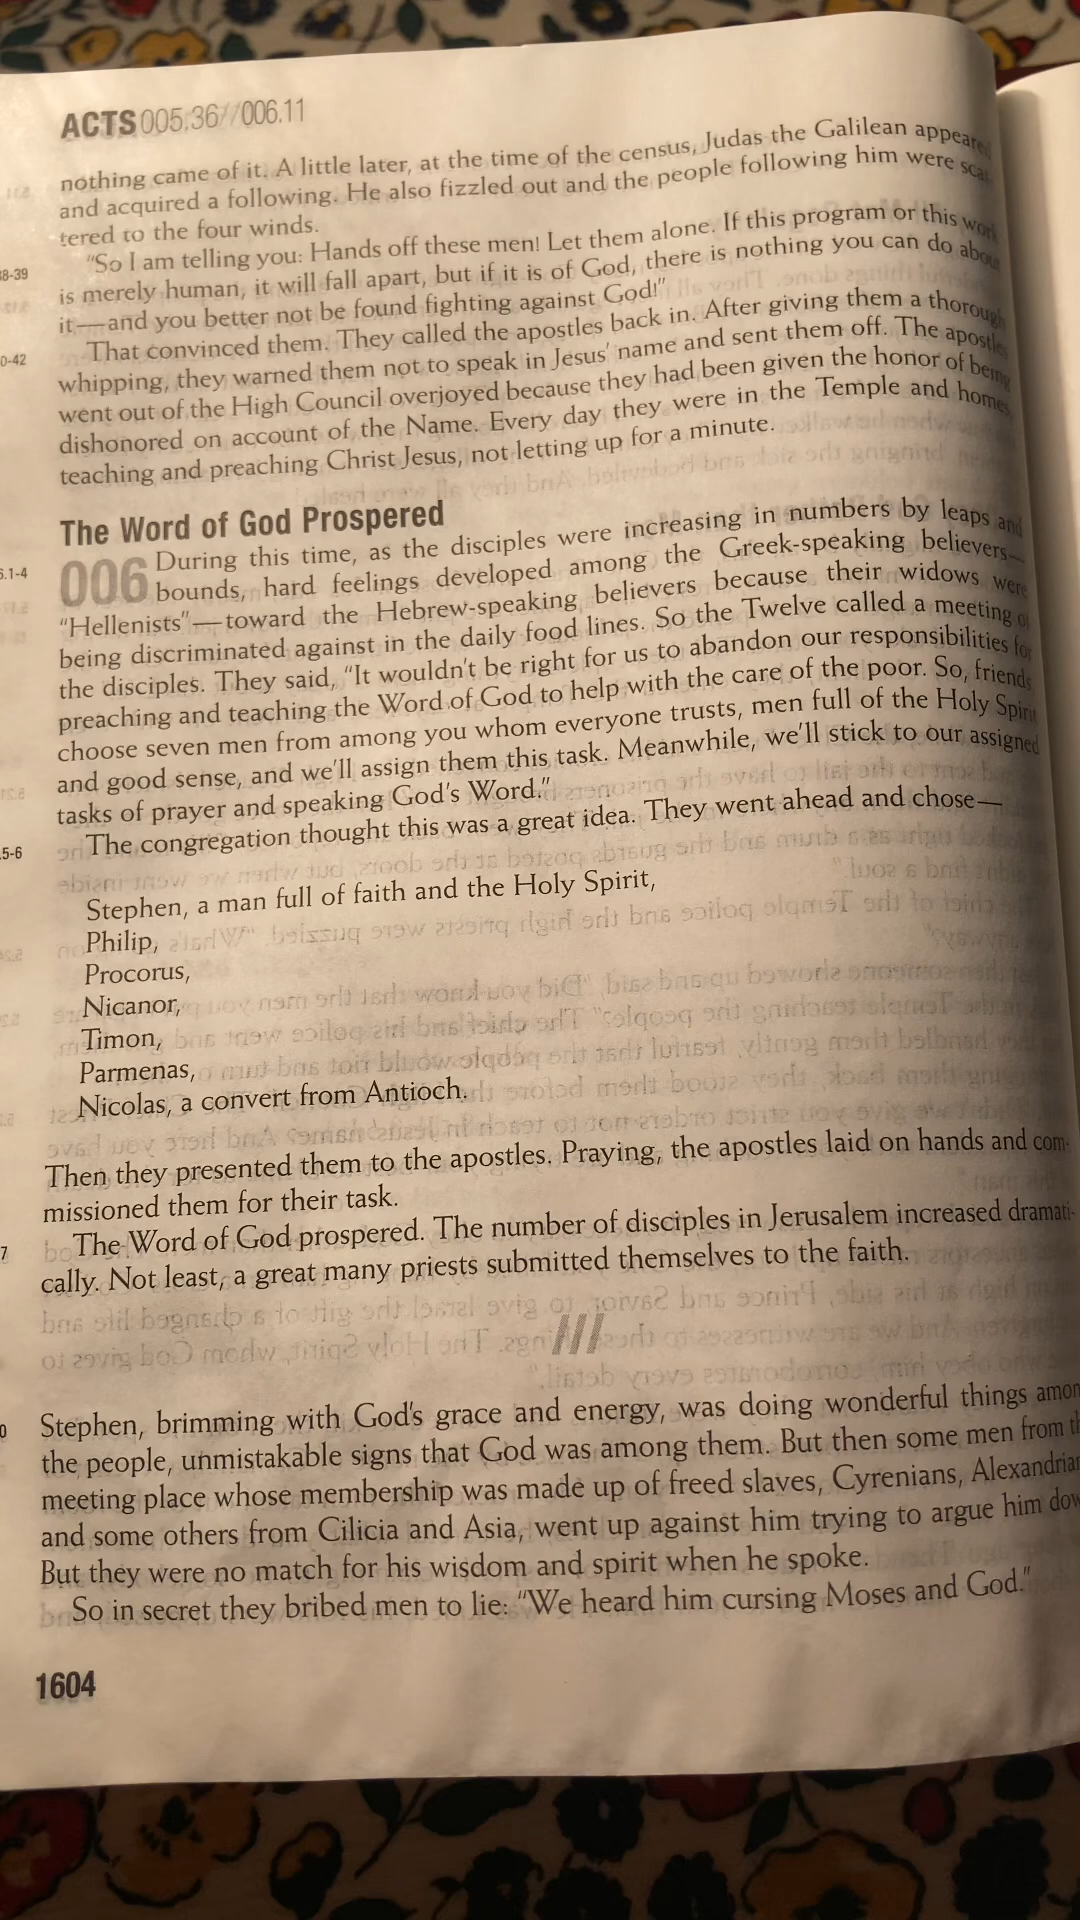 ACTS 005:36//006.11
nothing came of it. A little later, at the time of the census, Judas the Galilean appeared
and acquired a following. He also fizzled out and the people following him were scat-
tered to the four winds.
"So I am telling you: Hands off these men! Let them alone. If this program or this work
38-39
is merely human, it will fall apart, but if it is of God, there is nothing you can do about
it—and you better not be found fighting against God!"
That convinced them. They called the apostles back in. After giving them a thorough
0-42
whipping, they warned them not to speak in Jesus' name and sent them off. The apostles
went out of the High Council overjoyed because they had been given the honor of being
dishonored on account of the Name. Every day they were in the Temple and homes,
teaching and preaching Christ Jesus, not letting up for a minute.
The Word of God Prospered
6.1-4
006 During this time, as the disciples were increasing in numbers by leaps and
bounds, hard feelings developed among the Greek-speaking believers—
"Hellenists"—toward the Hebrew-speaking believers because their widows were
being discriminated against in the daily food lines. So the Twelve called a meeting of
the disciples. They said, "It wouldn't be right for us to abandon our responsibilities for
preaching and teaching the Word of God to help with the care of the poor. So, friends,
choose seven men from among you whom everyone trusts, men full of the Holy Spirit
and good sense, and we'll assign them this task. Meanwhile, we'll stick to our assigned
tasks of prayer and speaking God's Word."
.5-6
The congregation thought this was a great idea. They went ahead and chose—
Stephen, a man full of faith and the Holy Spirit,
Philip,
Procorus,
Nicanor,
Timon,
Parmenas,
Nicolas, a convert from Antioch.
Then they presented them to the apostles. Praying, the apostles laid on hands and com-
missioned them for their task.
7
The Word of God prospered. The number of disciples in Jerusalem increased dramati-
cally. Not least, a great many priests submitted themselves to the faith.
///
0
Stephen, brimming with God's grace and energy, was doing wonderful things among
the people, unmistakable signs that God was among them. But then some men from the
meeting place whose membership was made up of freed slaves, Cyrenians, Alexandrians,
and some others from Cilicia and Asia, went up against him trying to argue him down.
But they were no match for his wisdom and spirit when he spoke.
So in secret they bribed men to lie: "We heard him cursing Moses and God."
1604